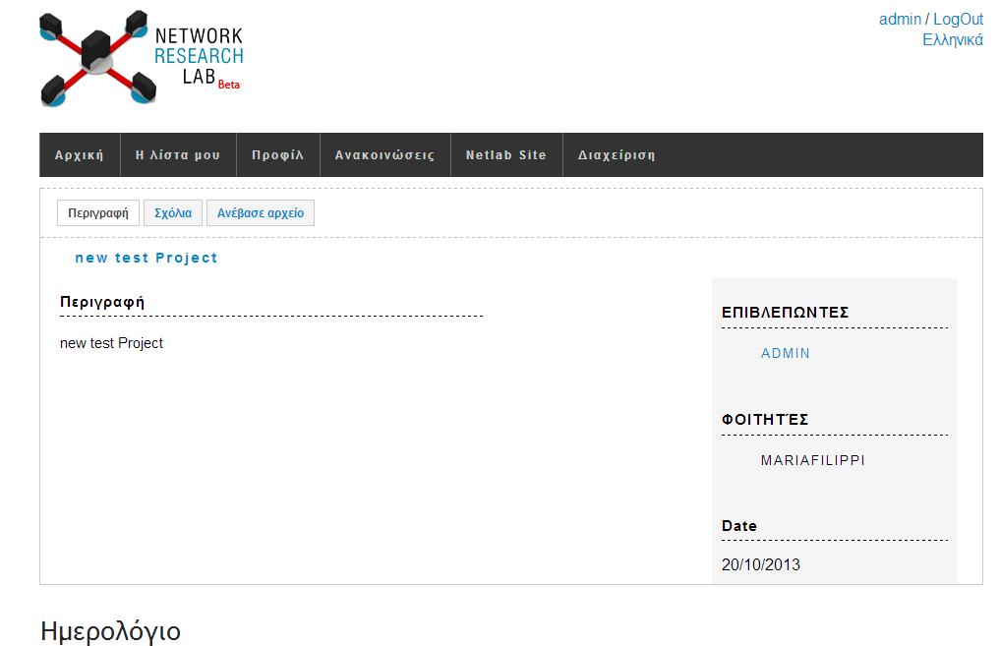 NETWORK
RESEARCH
LAB Beta
admin / LogOut
Ελληνικά
Αρχική Η λίστα μου Προφίλ Ανακοινώσεις Netlab Site Διαχείριση
Περιγραφή Σχόλια Ανέβασε αρχείο
new test Project
Περιγραφή
new test Project
ΕΠΙΒΛΕΠΩΝΤΕΣ
ADMIN
ΦΟΙΤΗΤΈΣ
MARIAFILIPPI
Date
20/10/2013
Ημερολόγιο